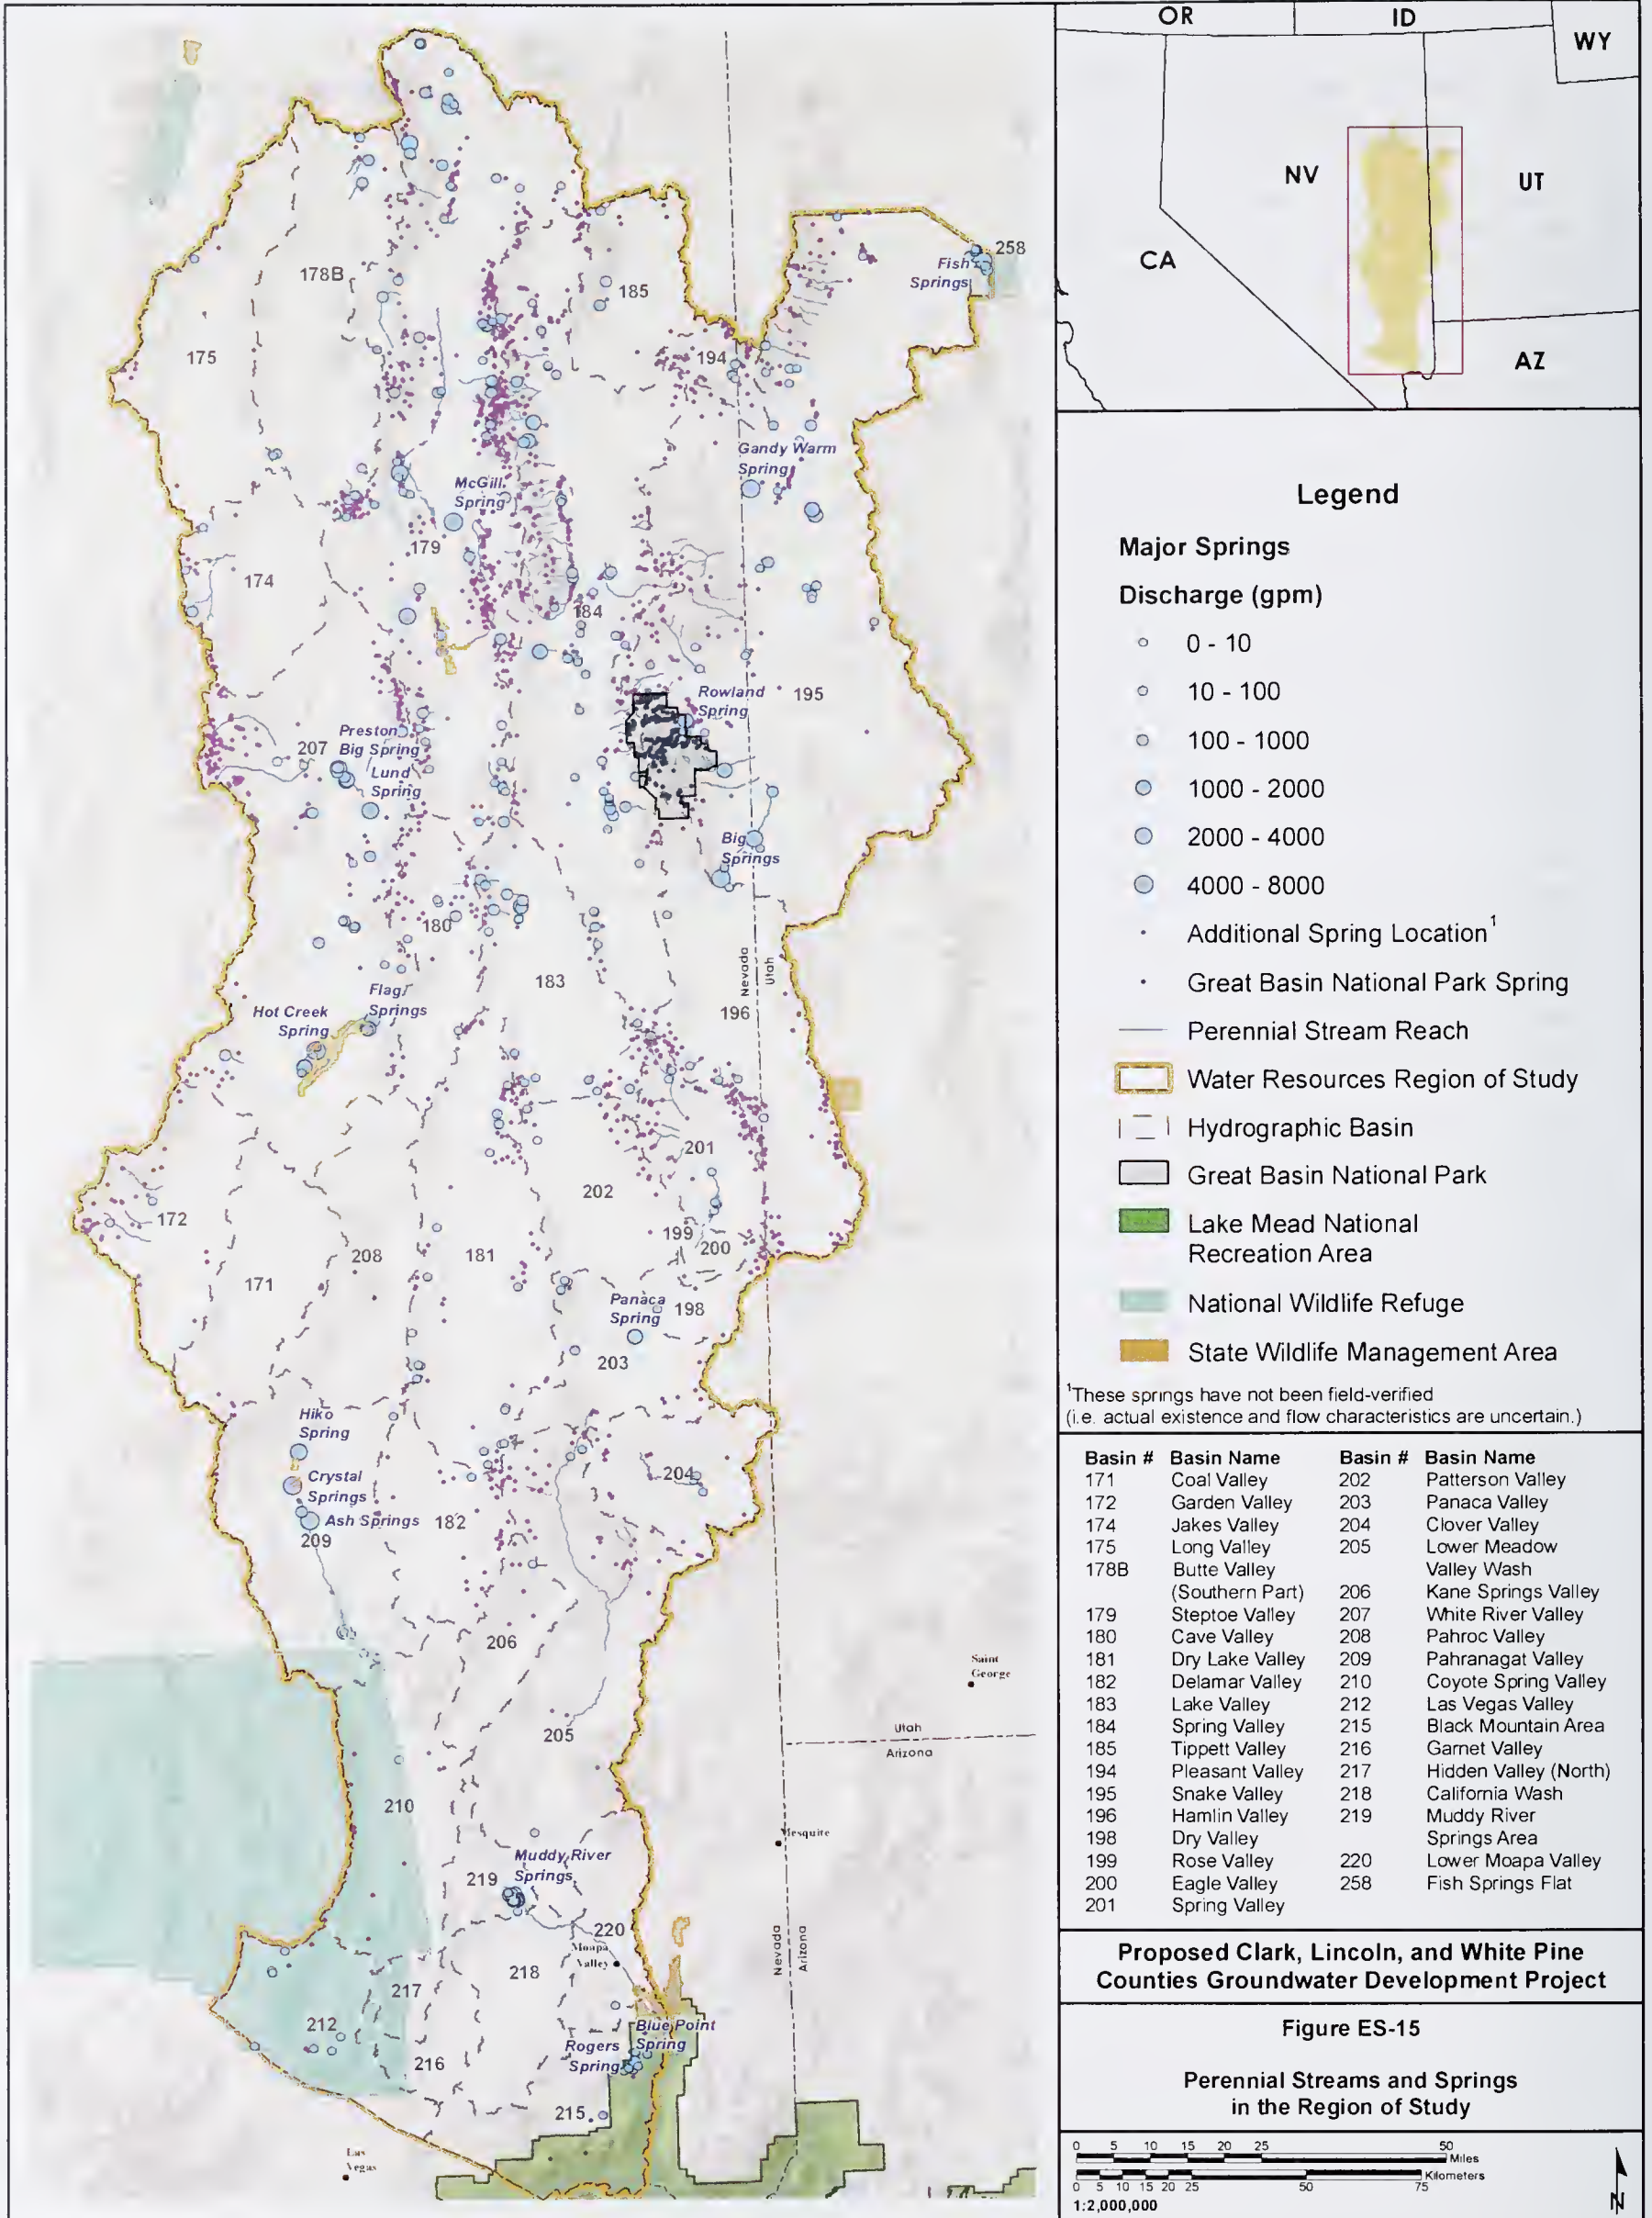 258
Fish
Springs
178B
185
175
194
Gandy Warm
Spring
McGill
Spring
179
174
184
Rowland
Spring
195
Preston
Big Spring
207
Lund
Spring
Big
Springs
180
183
Nevada
Utah
Flag
Springs
Hot Creek
Spring
196
201
202
172
199
200
208
181
171
Panaca
Spring
198
203
Hiko
Spring
Crystal
Springs
204
Ash Springs
182
209
206
Saint
George
205
Utah
Arizona
210
Mesquite
Muddy River
Springs
219
220
Moapa
Valley
Nevada
Arizona
218
217
212
Blue Point
Spring
Rogers
Spring
216
215
Las
Vegas
OR
ID
WY
NV
UT
CA
AZ
Legend
Major Springs
Discharge (gpm)
0 - 10
10 - 100
100 - 1000
1000 - 2000
2000 - 4000
4000 - 8000
Additional Spring Location1
Great Basin National Park Spring
Perennial Stream Reach
Water Resources Region of Study
Hydrographic Basin
Great Basin National Park
Lake Mead National
Recreation Area
National Wildlife Refuge
State Wildlife Management Area
1These springs have not been field-verified
(i.e. actual existence and flow characteristics are uncertain.)
Basin # Basin Name Basin # Basin Name
171 Coal Valley 202 Patterson Valley
172 Garden Valley 203 Panaca Valley
174 Jakes Valley 204 Clover Valley
175 Long Valley 205 Lower Meadow
178B Butte Valley Valley Wash
(Southern Part) 206 Kane Springs Valley
179 Steptoe Valley 207 White River Valley
180 Cave Valley 208 Pahroc Valley
181 Dry Lake Valley 209 Pahranagat Valley
182 Delamar Valley 210 Coyote Spring Valley
183 Lake Valley 212 Las Vegas Valley
184 Spring Valley 215 Black Mountain Area
185 Tippett Valley 216 Garnet Valley
194 Pleasant Valley 217 Hidden Valley (North)
195 Snake Valley 218 California Wash
196 Hamlin Valley 219 Muddy River
198 Dry Valley Springs Area
199 Rose Valley 220 Lower Moapa Valley
200 Eagle Valley 258 Fish Springs Flat
201 Spring Valley
Proposed Clark, Lincoln, and White Pine
Counties Groundwater Development Project
Figure ES-15
Perennial Streams and Springs
in the Region of Study
0 5 10 15 20 25 50
Miles
Kilometers
0 5 10 15 20 25 50 75
1:2,000,000
N